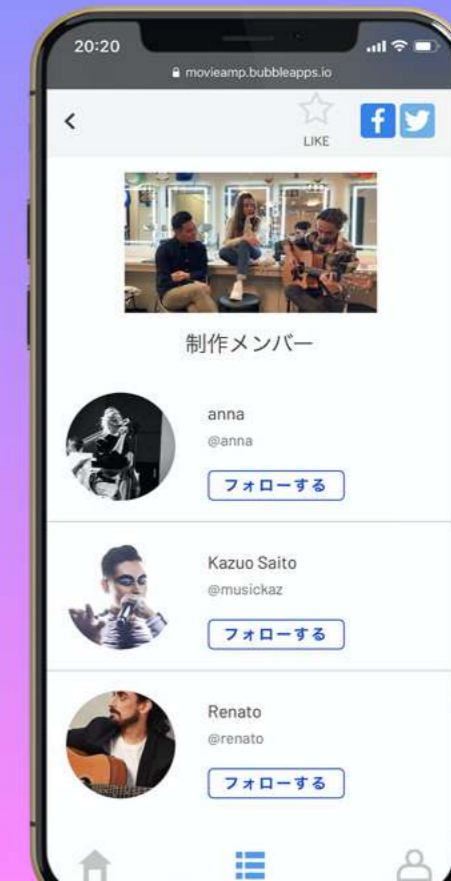 20:20
movieamp.bubbleapps.io
LIKE
制作メンバー
anna
@anna
フォローする
Kazuo Saito
@musickaz
フォローする
Renato
@renato
フォローする